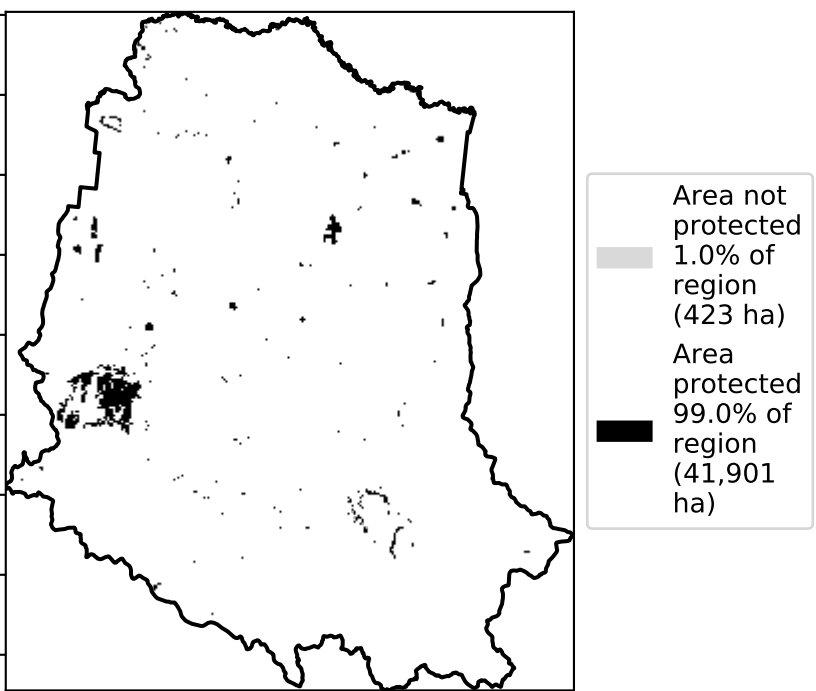 Area not
protected
1.0% of
region
(423 ha)
Area
protected
99.0% of
region
(41,901
ha)